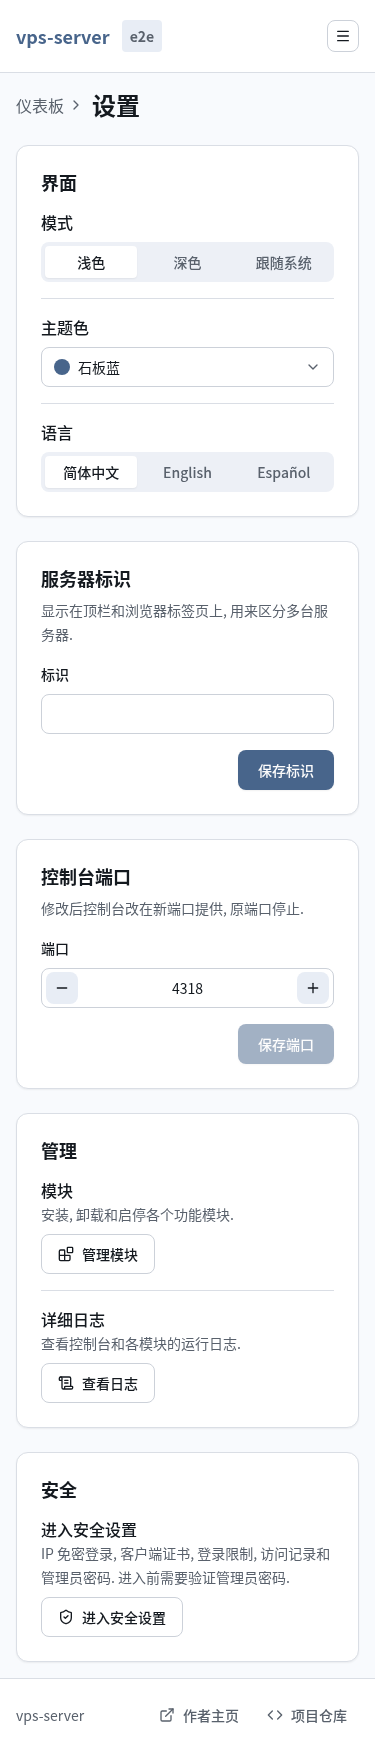 vps-server e2e
仪表板 设置
界面
模式
浅色 深色 跟随系统
主题色
石板蓝
语言
简体中文 English Español
服务器标识
显示在顶栏和浏览器标签页上, 用来区分多台服
务器.
标识
保存标识
控制台端口
修改后控制台改在新端口提供, 原端口停止.
端口
4318
保存端口
管理
模块
安装, 卸载和启停各个功能模块.
管理模块
详细日志
查看控制台和各模块的运行日志.
查看日志
安全
进入安全设置
IP 免密登录, 客户端证书, 登录限制, 访问记录和
管理员密码. 进入前需要验证管理员密码.
进入安全设置
vps-server 作者主页 项目仓库